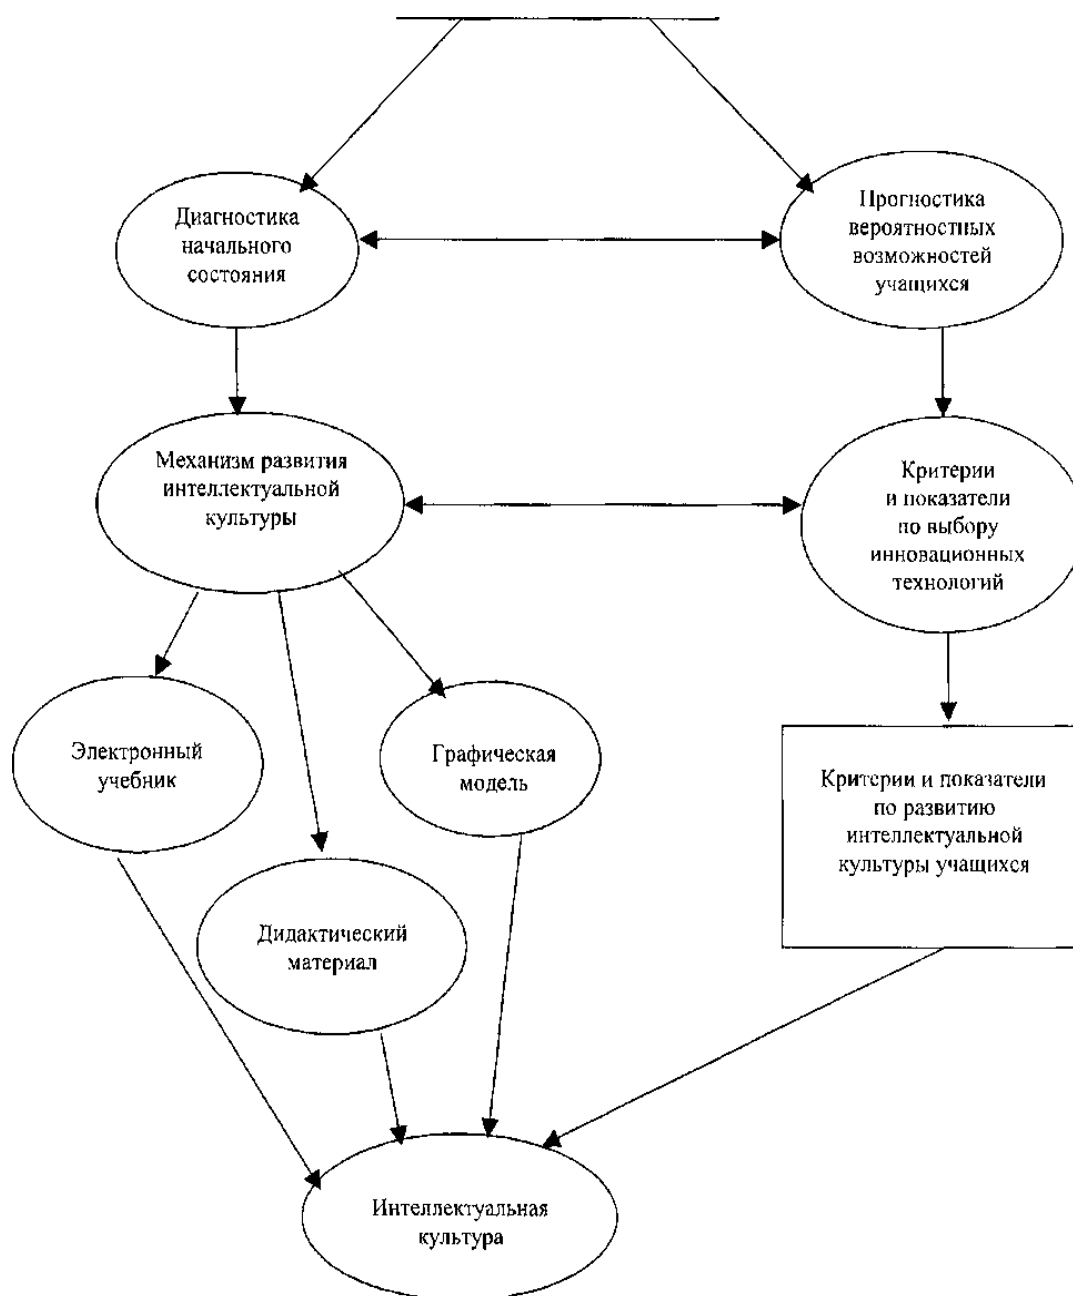 Диагностика
начального
состояния
Прогностика
вероятностных
возможностей
учащихся
Механизм развития
интеллектуальной
культуры
Критерии
и показатели
по выбору
инновационных
технологий
Электронный
учебник
Графическая
модель
Критерии и показатели
по развитию
интеллектуальной
культуры учащихся
Дидактический
материал
Интеллектуальная
культура